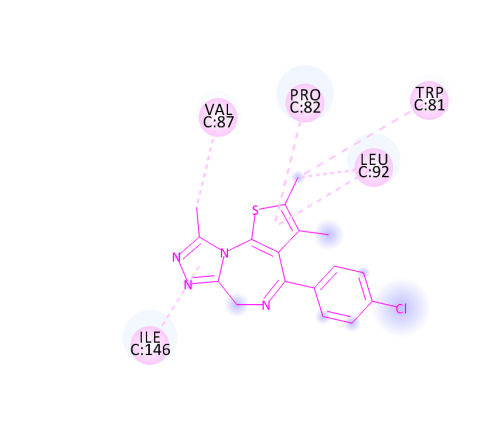 PRO
C:82
TRP
C:81
VAL
C:87
LEU
C:92
S
N
N
N
N
Cl
ILE
C:146